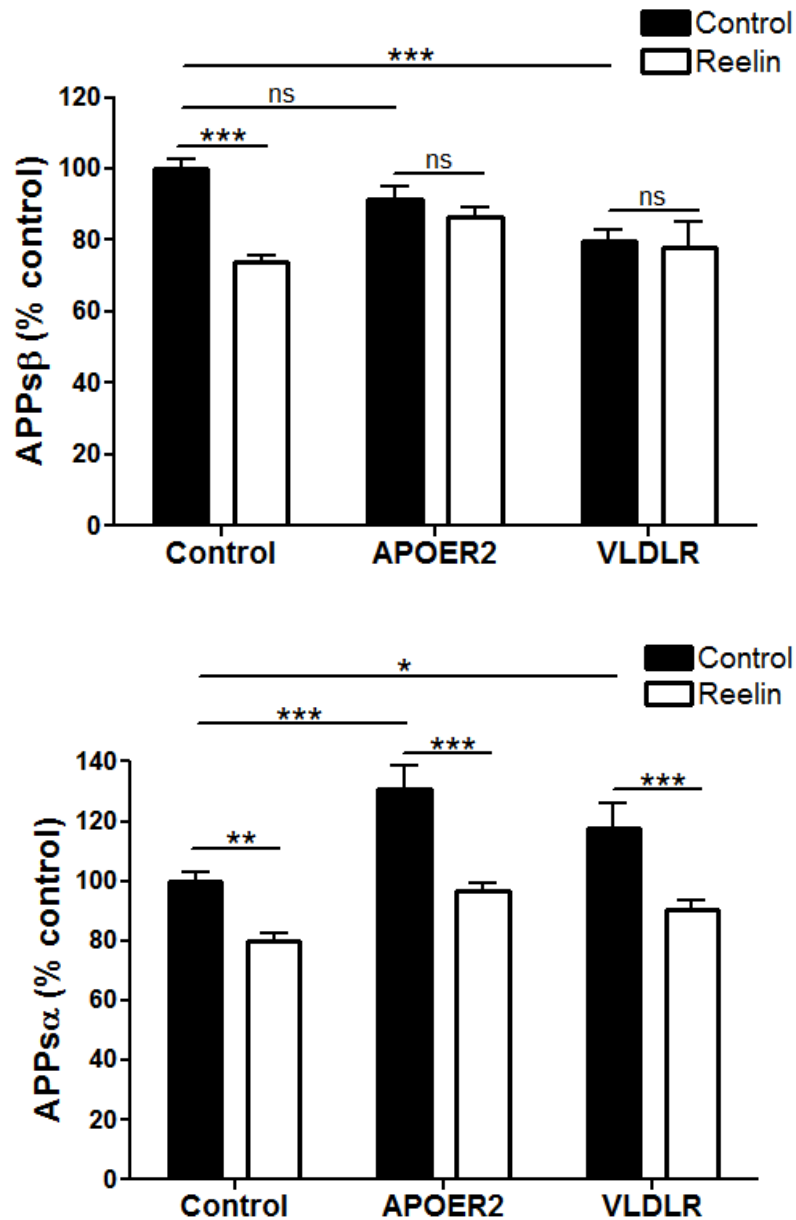 Control
Reelin
***
ns
***
ns
ns
APPsβ (% control)
120
100
80
60
40
20
0
Control APOER2 VLDLR
Control
Reelin
*
***
***
***
**
APPsα (% control)
140
120
100
80
60
40
20
0
Control APOER2 VLDLR